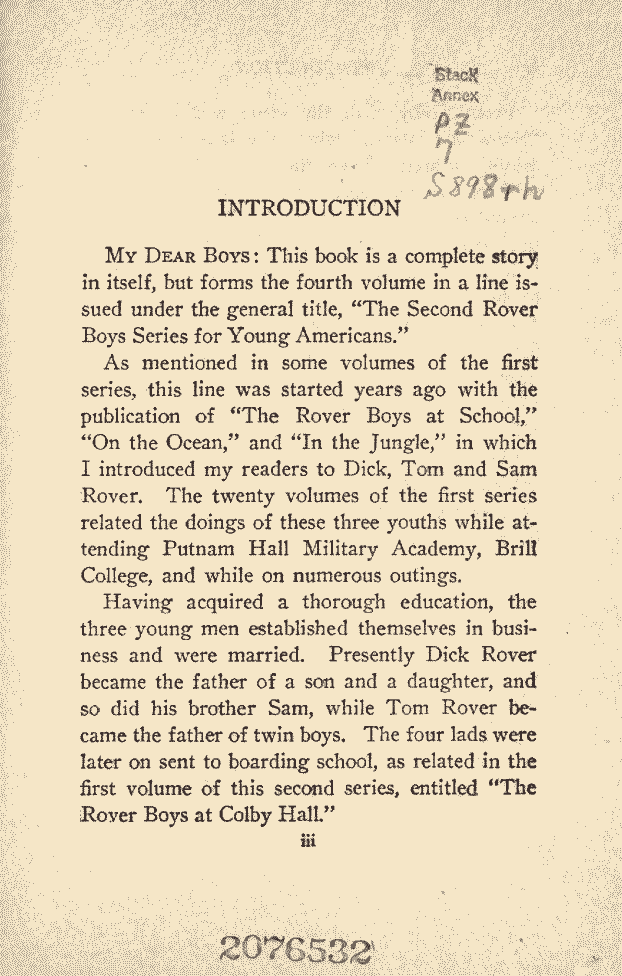 Stack
Annex
PZ
7
S898rh
INTRODUCTION
MY DEAR BOYS: This book is a complete story
in itself, but forms the fourth volume in a line is-
sued under the general title, “The Second Rover
Boys Series for Young Americans.”
As mentioned in some volumes of the first
series, this line was started years ago with the
publication of “The Rover Boys at School,”
“On the Ocean,” and “In the Jungle,” in which
I introduced my readers to Dick, Tom and Sam
Rover. The twenty volumes of the first series
related the doings of these three youths while at-
tending Putnam Hall Military Academy, Brill
College, and while on numerous outings.
Having acquired a thorough education, the
three young men established themselves in busi-
ness and were married. Presently Dick Rover
became the father of a son and a daughter, and
so did his brother Sam, while Tom Rover be-
came the father of twin boys. The four lads were
later on sent to boarding school, as related in the
first volume of this second series, entitled “The
Rover Boys at Colby Hall.”
iii
2076532